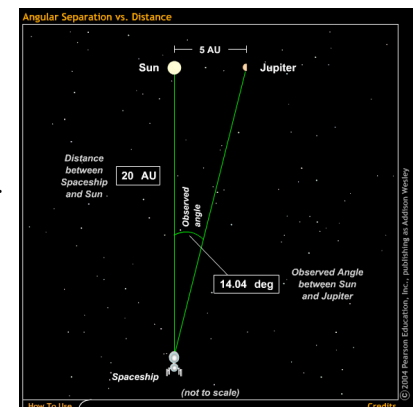 Angular Separation vs. Distance
5 AU
Sun
Jupiter
Distance
between
Spaceship
and Sun
20 AU
Observed
angle
14.04 deg
Observed Angle
between Sun
and Jupiter
Spaceship
(not to scale)
How To Use
Credits
© 2004 Pearson Education, Inc., publishing as Addison Wesley